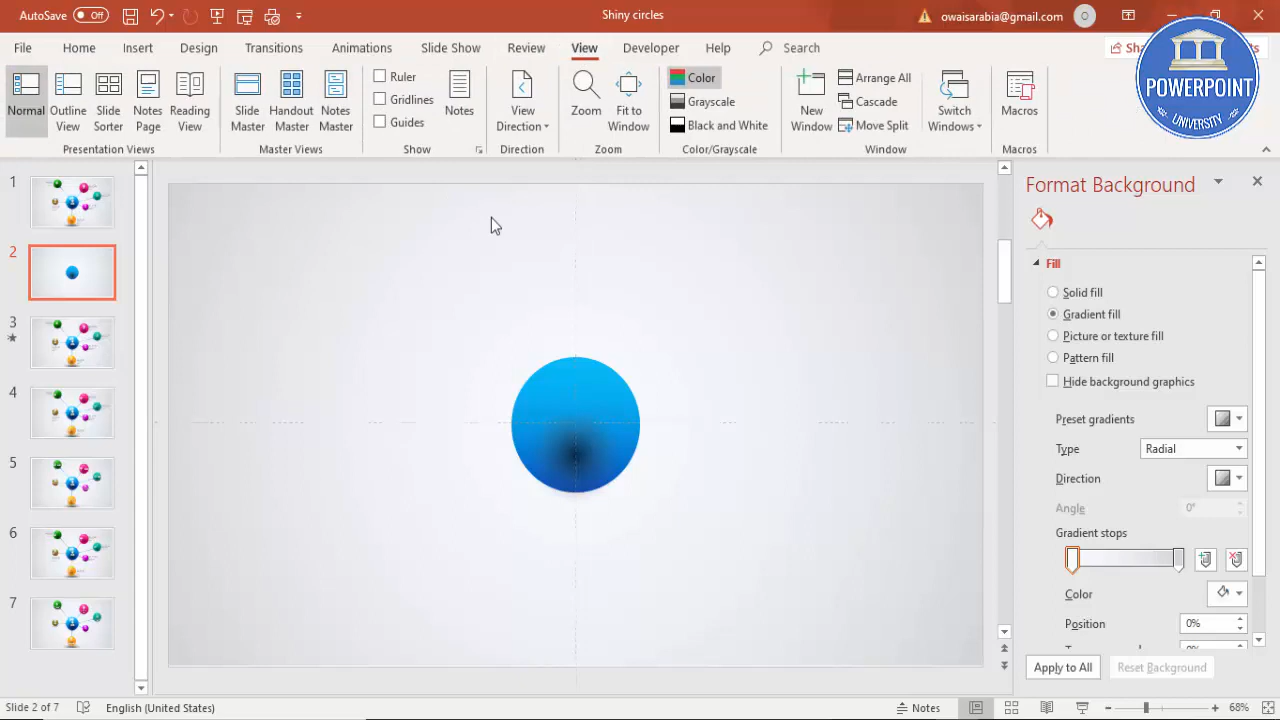 AutoSave Off
Shiny circles
owaisarabia@gmail.com
File Home Insert Design Transitions Animations Slide Show Review View Developer Help Search
POWERPOINT
UNIVERSITY
Normal
Outline View
Slide Sorter
Notes Page
Reading View
Presentation Views
Slide Master
Handout Master
Notes Master
Master Views
Ruler
Gridlines
Guides
Show
Notes
View Direction
Direction
Zoom
Fit to Window
Zoom
Color
Grayscale
Black and White
Color/Grayscale
New Window
Arrange All
Cascade
Move Split
Switch Windows
Window
Macros
Macros
1
2
3
4
5
6
7
Format Background
Fill
Solid fill
Gradient fill
Picture or texture fill
Pattern fill
Hide background graphics
Preset gradients
Type Radial
Direction
Angle 0°
Gradient stops
Color
Position 0%
Apply to All Reset Background
Slide 2 of 7 English (United States) Notes 68%